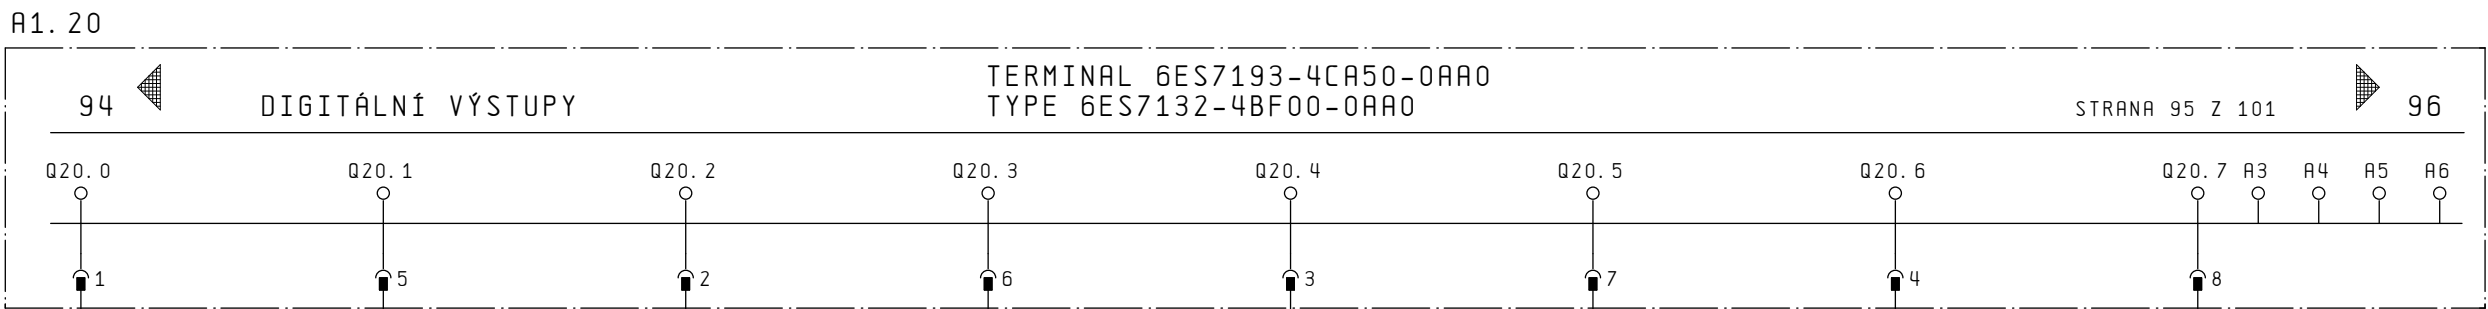 A1.20
TERMINAL 6ES7193-4CA50-0AA0
94 DIGITÁLNÍ VÝSTUPY TYPE 6ES7132-4BF00-0AA0 STRANA 95 Z 101 96
Q20.0 Q20.1 Q20.2 Q20.3 Q20.4 Q20.5 Q20.6 Q20.7 A3 A4 A5 A6
1 5 2 6 3 7 4 8